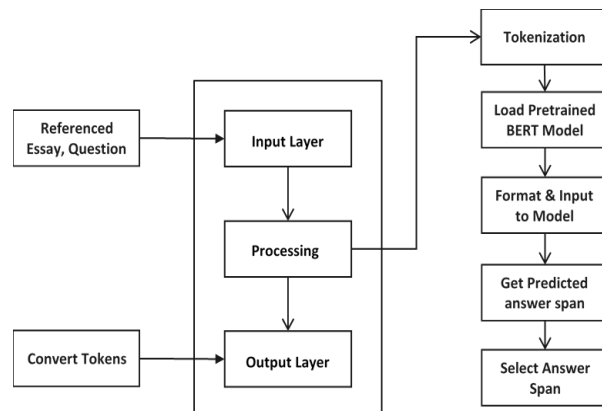 Referenced
Essay, Question
Input Layer
Processing
Convert Tokens
Output Layer
Tokenization
Load Pretrained
BERT Model
Format & Input
to Model
Get Predicted
answer span
Select Answer
Span